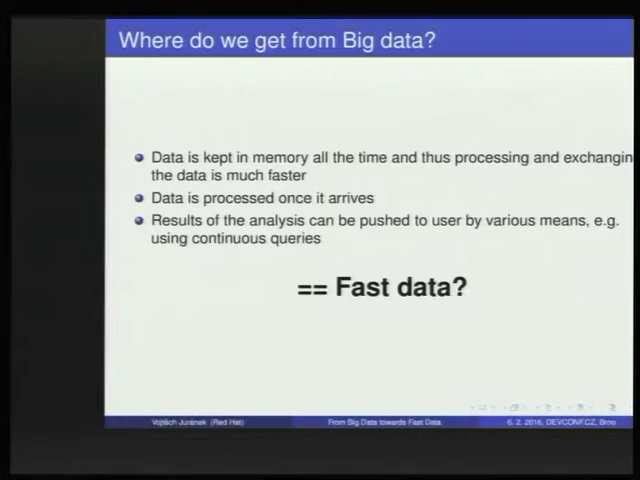 Where do we get from Big data?
Data is kept in memory all the time and thus processing and exchangin
the data is much faster
Data is processed once it arrives
Results of the analysis can be pushed to user by various means, e.g.
using continuous queries
== Fast data?
Vojtěch Juránek (Red Hat)
From Big Data towards Fast Data
6. 2. 2016, DEVCONF.CZ, Brno